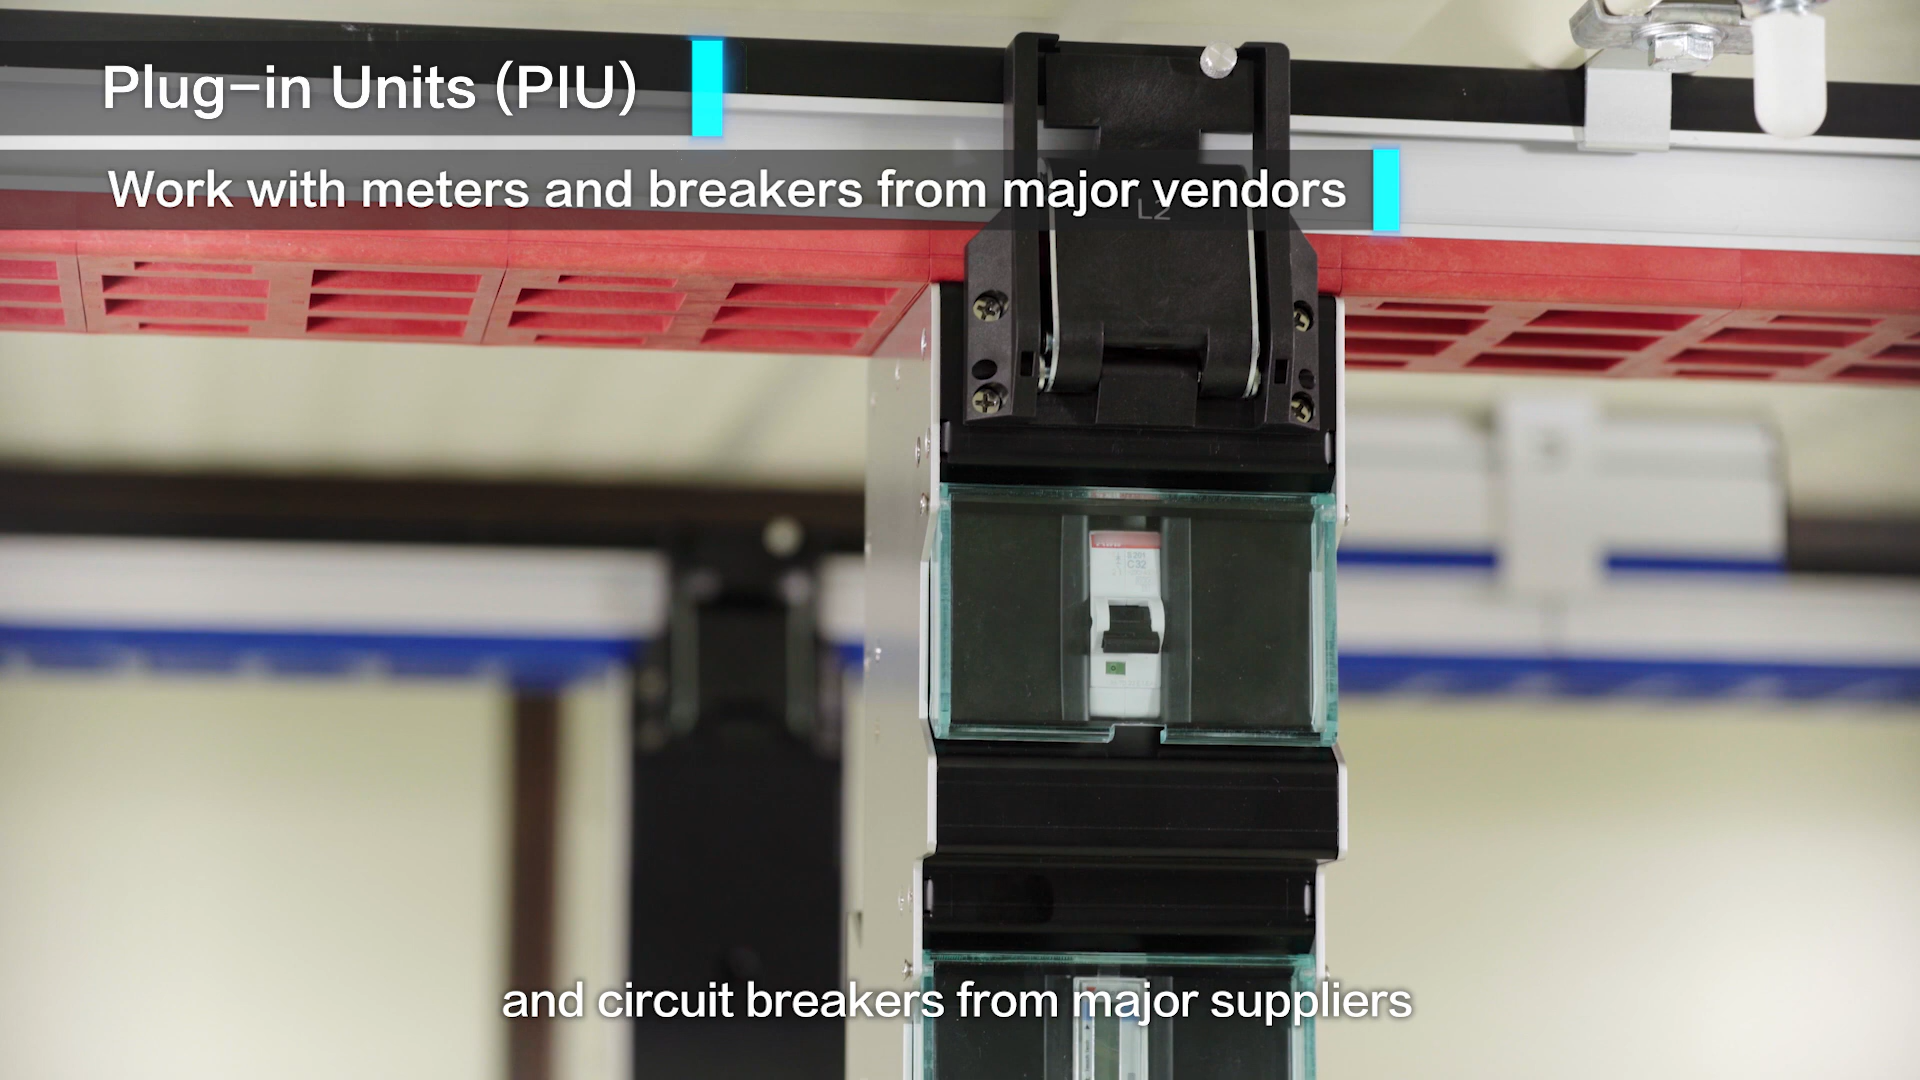 Plug-in Units (PIU)
Work with meters and breakers from major vendors
L2
S 201
C32
and circuit breakers from major suppliers